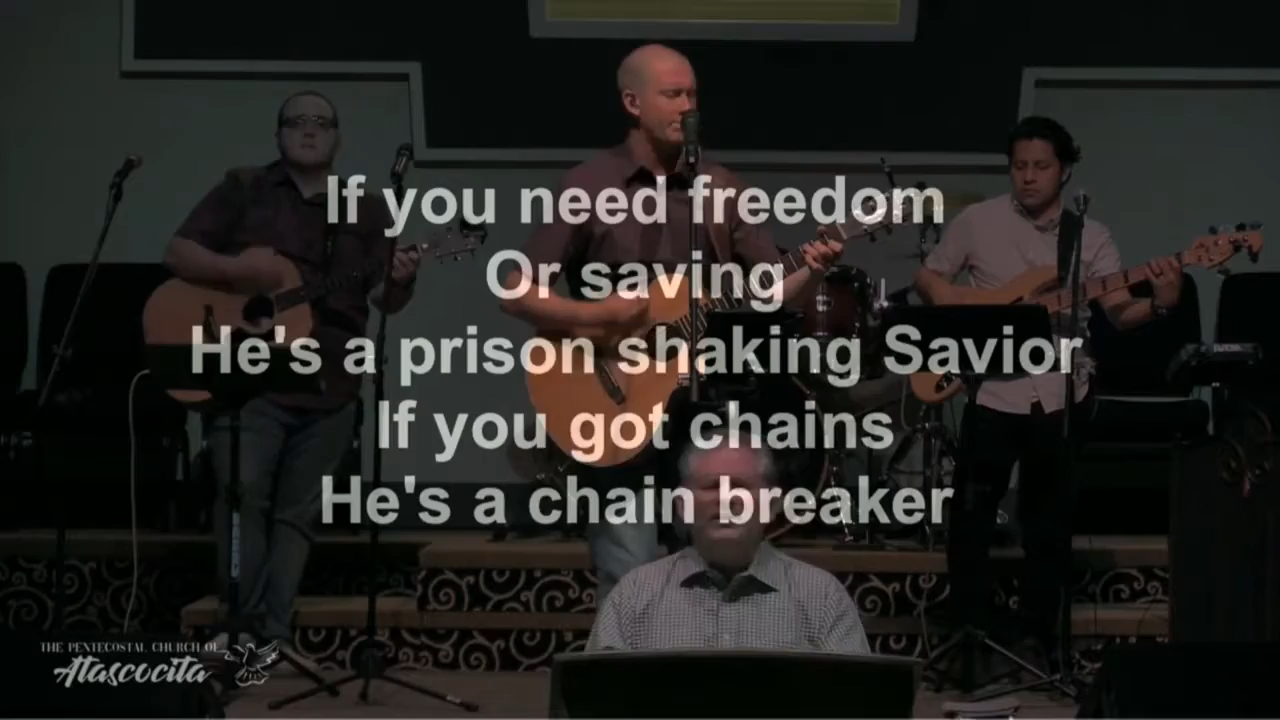 If you need freedom
Or saving
He's a prison shaking Savior
If you got chains
He's a chain breaker
THE PENTECOSTAL CHURCH OF
Atascocita